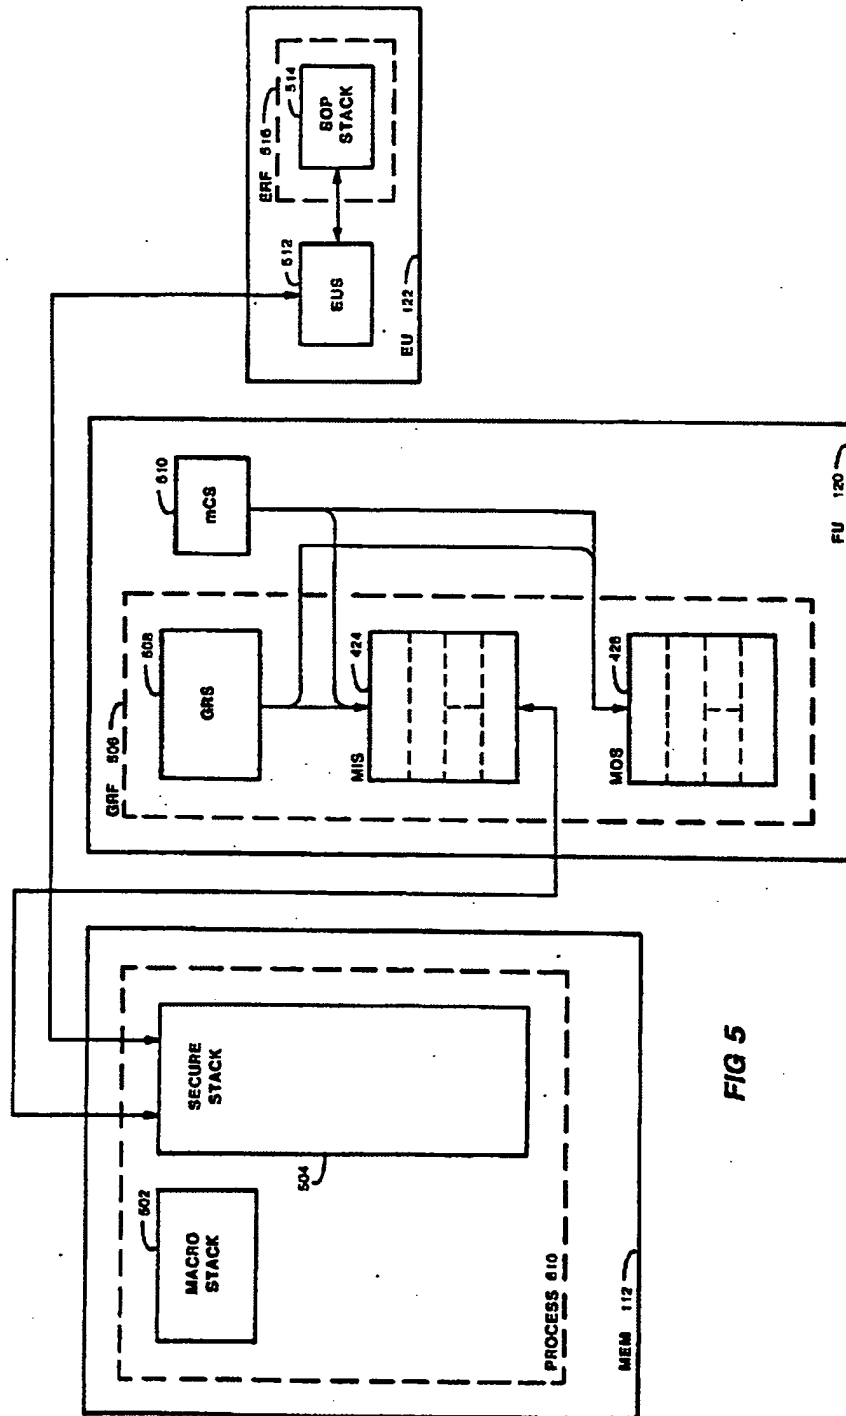 502
MACRO
STACK
SECURE
STACK
504
PROCESS 610
MEM 112
GRF 506
508
GRS
510
mCS
MIS 424
MOS 426
FU 120
512
EUS
ERF 516
514
SOP
STACK
EU 122
FIG 5